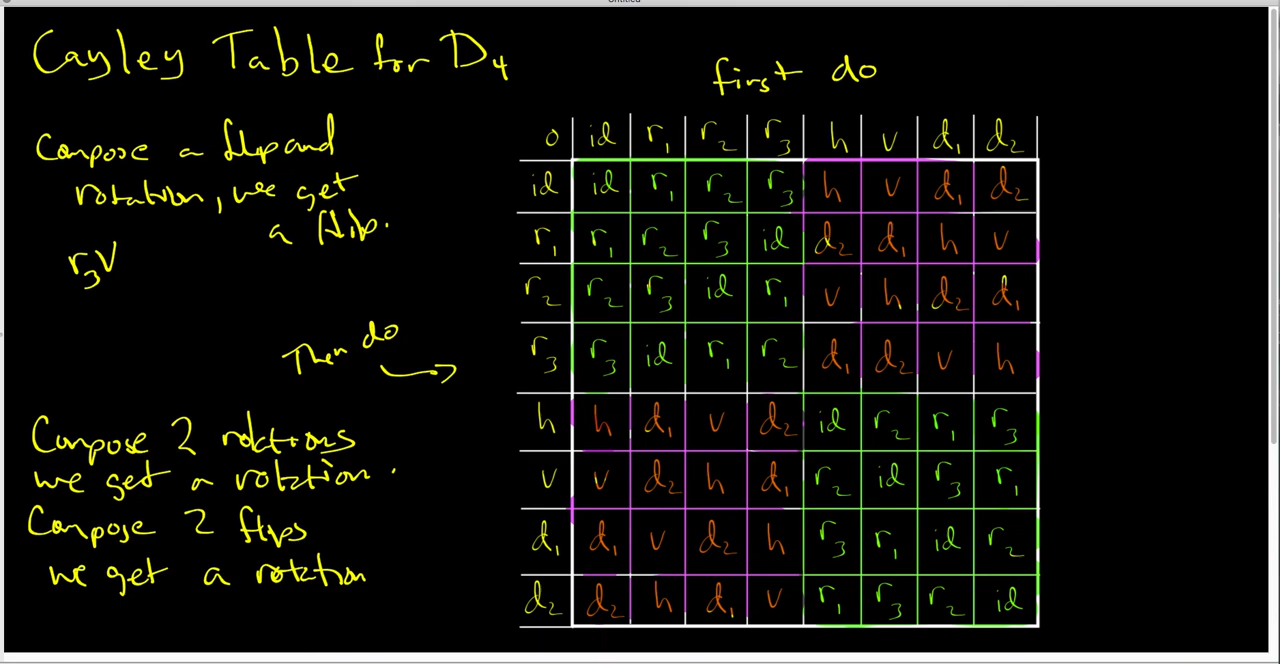 Untitled
Cayley Table for D₄
first do
Compose a flip and
rotation, we get
a flip.
r₃V
Then do
Compose 2 rotations
we get a rotation.
Compose 2 flips
we get a rotation
o id r₁ r₂ r₃ h v d₁ d₂
id id r₁ r₂ r₃ h v d₁ d₂
r₁ r₁ r₂ r₃ id d₂ d₁ h v
r₂ r₂ r₃ id r₁ v h d₂ d₁
r₃ r₃ id r₁ r₂ d₁ d₂ v h
h h d₁ v d₂ id r₂ r₁ r₃
v v d₂ h d₁ r₂ id r₃ r₁
d₁ d₁ v d₂ h r₃ r₁ id r₂
d₂ d₂ h d₁ v r₁ r₃ r₂ id